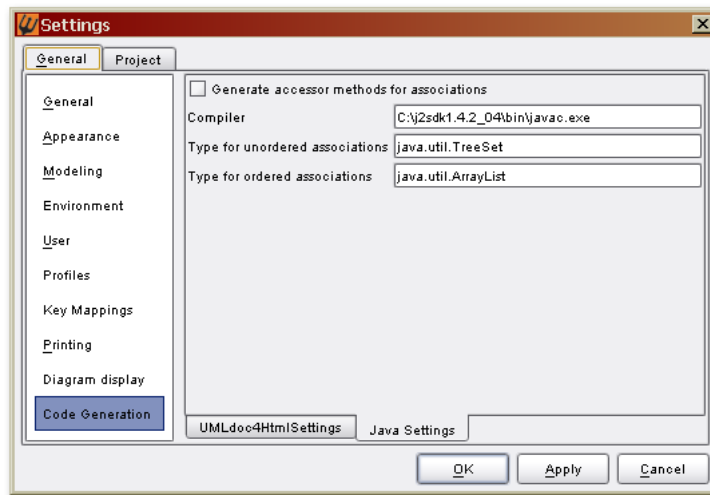 Settings
General Project
General
Appearance
Modeling
Environment
User
Profiles
Key Mappings
Printing
Diagram display
Code Generation
Generate accessor methods for associations
Compiler C:\j2sdk1.4.2_04\bin\javac.exe
Type for unordered associations java.util.TreeSet
Type for ordered associations java.util.ArrayList
UMLdoc4HtmlSettings Java Settings
OK Apply Cancel